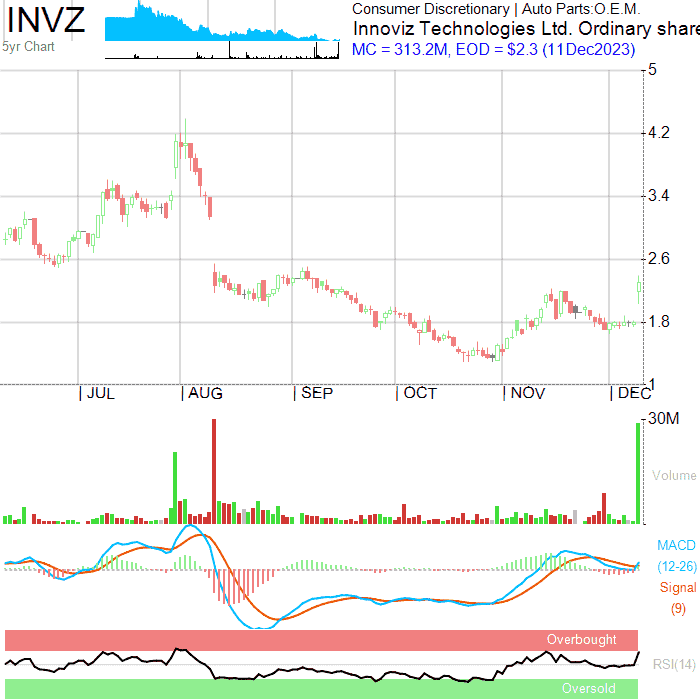 INVZ
5yr Chart
Consumer Discretionary | Auto Parts:O.E.M.
Innoviz Technologies Ltd. Ordinary share
MC = 313.2M, EOD = $2.3 (11Dec2023)
5
4.2
3.4
2.6
1.8
1
| JUL | AUG | SEP | OCT | NOV | DEC
30M
Volume
MACD
(12-26)
Signal
(9)
Overbought
RSI(14)
Oversold